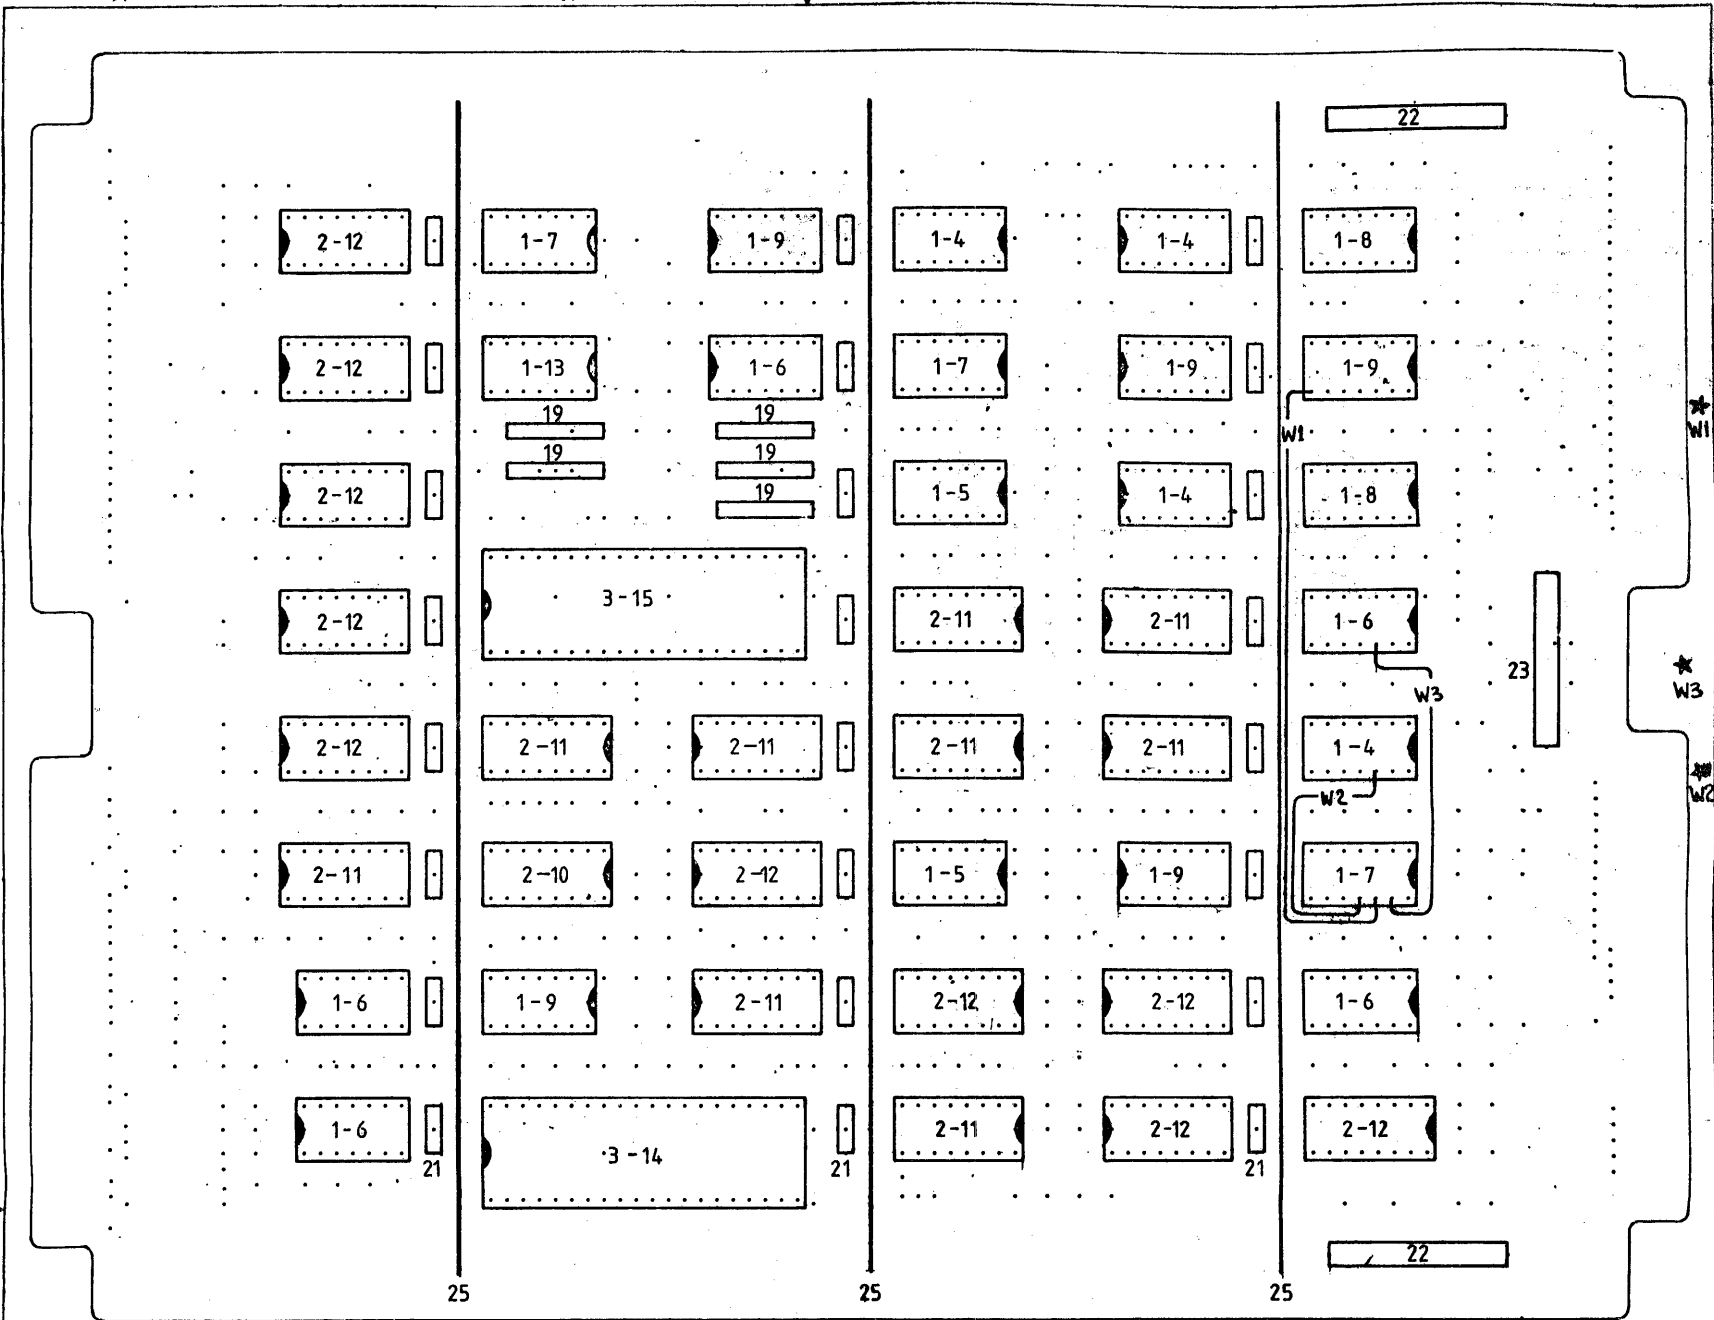 22
2-12 1-7 1-9 1-4 1-4 1-8
2-12 1-13 1-6 1-7 1-9 1-9
19 19
W1
W1
19 19
2-12 19 1-5 1-4 1-8
2-12 3-15 2-11 2-11 1-6
23
W3
W3
2-12 2-11 2-11 2-11 2-11 1-4
W2
W2
2-11 2-10 2-12 1-5 1-9 1-7
1-6 1-9 2-11 2-12 2-12 1-6
1-6 3-14 2-11 2-12 2-12
21 21 21
22
25 25 25